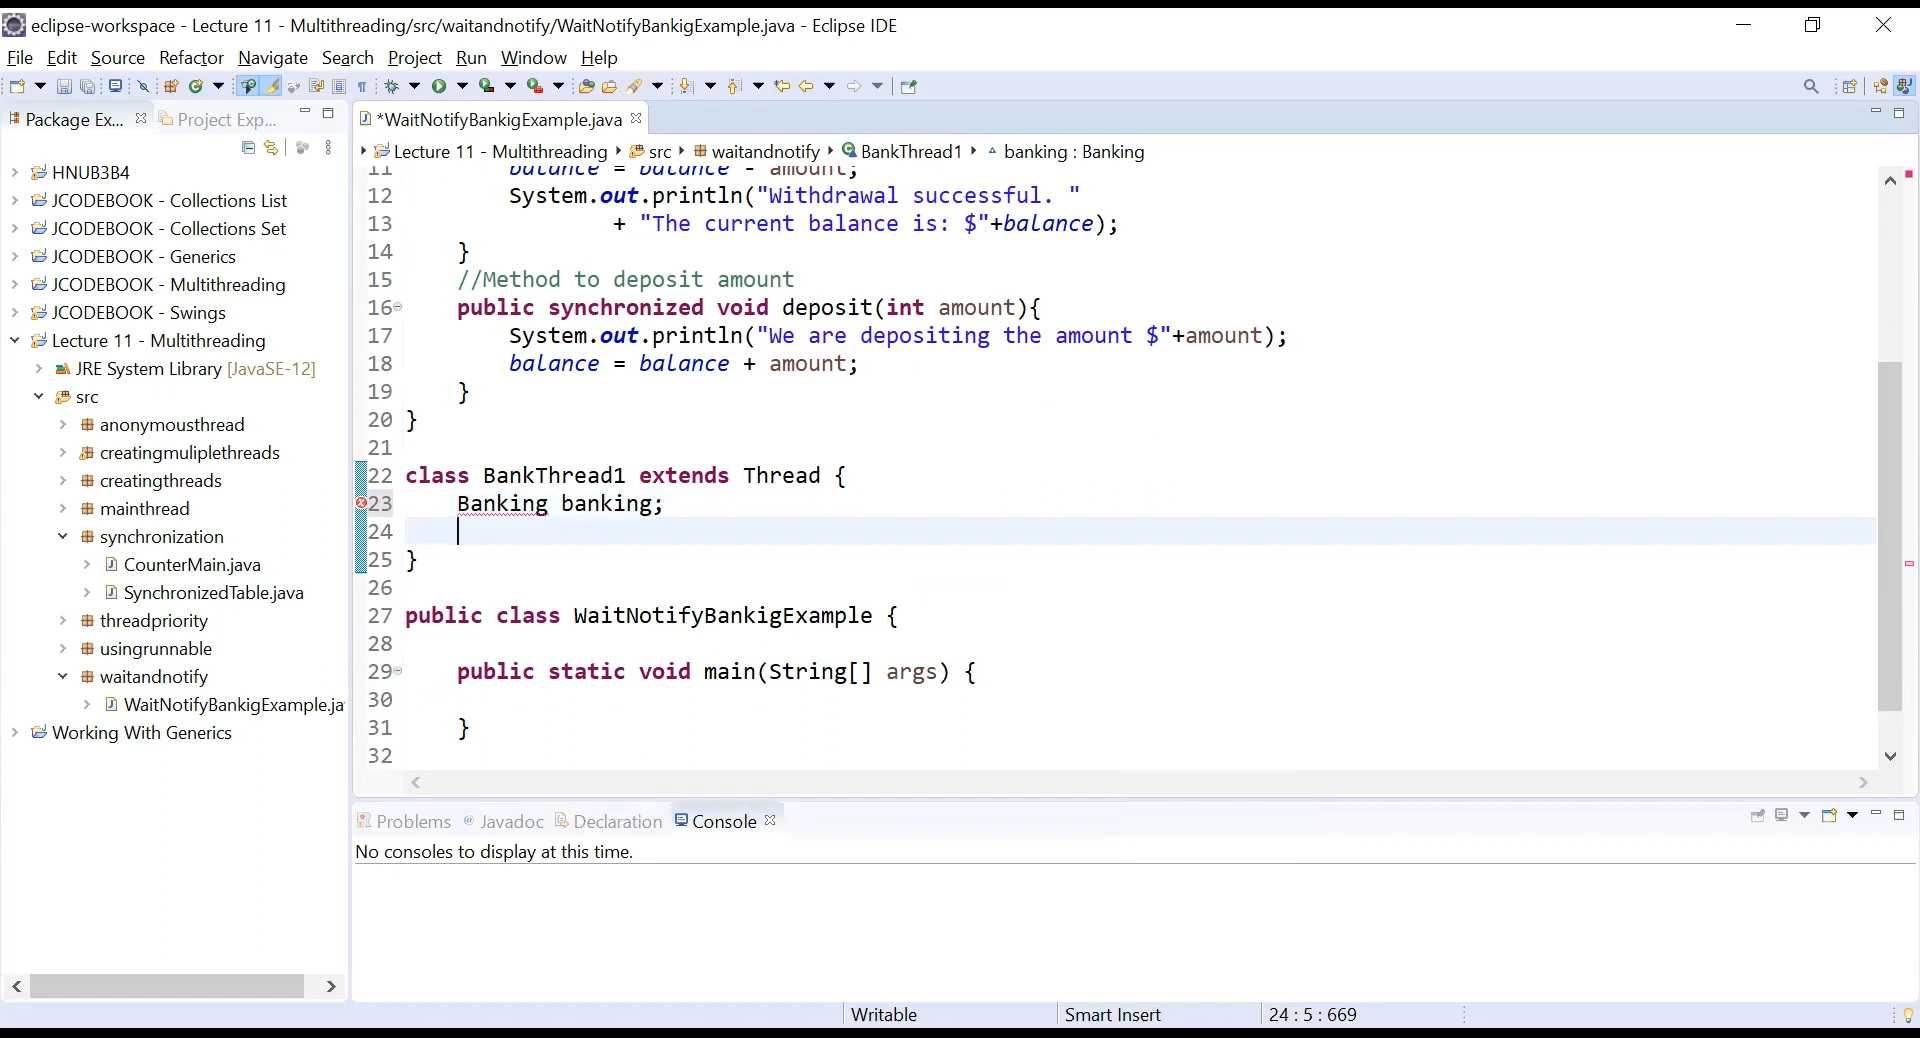 eclipse-workspace - Lecture 11 - Multithreading/src/waitandnotify/WaitNotifyBankigExample.java - Eclipse IDE
File Edit Source Refactor Navigate Search Project Run Window Help
Package Ex... Project Exp...
*WaitNotifyBankigExample.java
Lecture 11 - Multithreading src waitandnotify BankThread1 banking : Banking
HNUB3B4
JCODEBOOK - Collections List
JCODEBOOK - Collections Set
JCODEBOOK - Generics
JCODEBOOK - Multithreading
JCODEBOOK - Swings
Lecture 11 - Multithreading
JRE System Library [JavaSE-12]
src
anonymousthread
creatingmuliplethreads
creatingthreads
mainthread
synchronization
CounterMain.java
SynchronizedTable.java
threadpriority
usingrunnable
waitandnotify
WaitNotifyBankigExample.ja
Working With Generics
11 balance = balance - amount;
12 System.out.println("Withdrawal successful. "
13 + "The current balance is: $"+balance);
14 }
15 //Method to deposit amount
16 public synchronized void deposit(int amount){
17 System.out.println("We are depositing the amount $"+amount);
18 balance = balance + amount;
19 }
20 }
21
22 class BankThread1 extends Thread {
23 Banking banking;
24
25 }
26
27 public class WaitNotifyBankigExample {
28
29 public static void main(String[] args) {
30
31 }
32
Problems Javadoc Declaration Console
No consoles to display at this time.
Writable Smart Insert 24 : 5 : 669